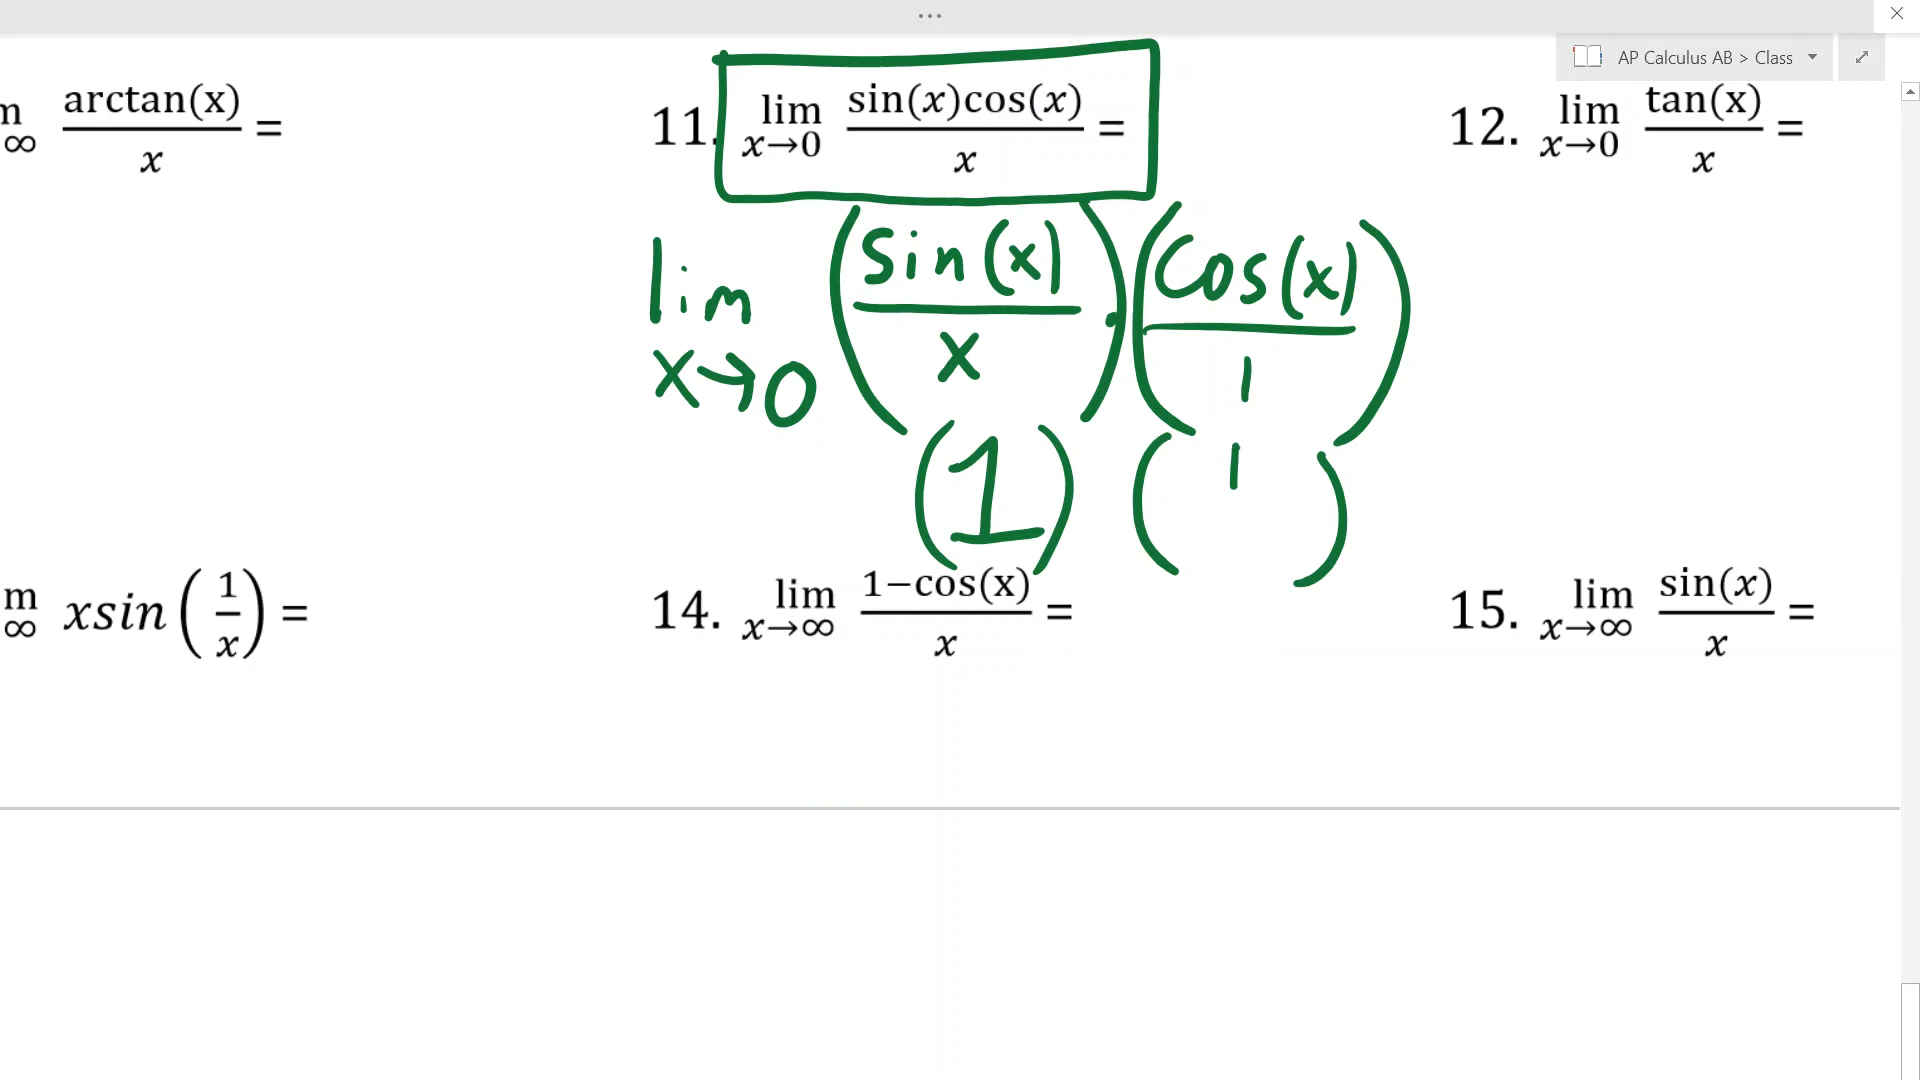 ...
AP Calculus AB > Class
m
∞ arctan(x)/x =
11. lim x→0 sin(x)cos(x)/x =
12. lim x→0 tan(x)/x =
lim x→0 (sin(x)/x) · (cos(x)/1)
(1) (1)
m
∞ xsin(1/x) =
14. lim x→∞ 1−cos(x)/x =
15. lim x→∞ sin(x)/x =